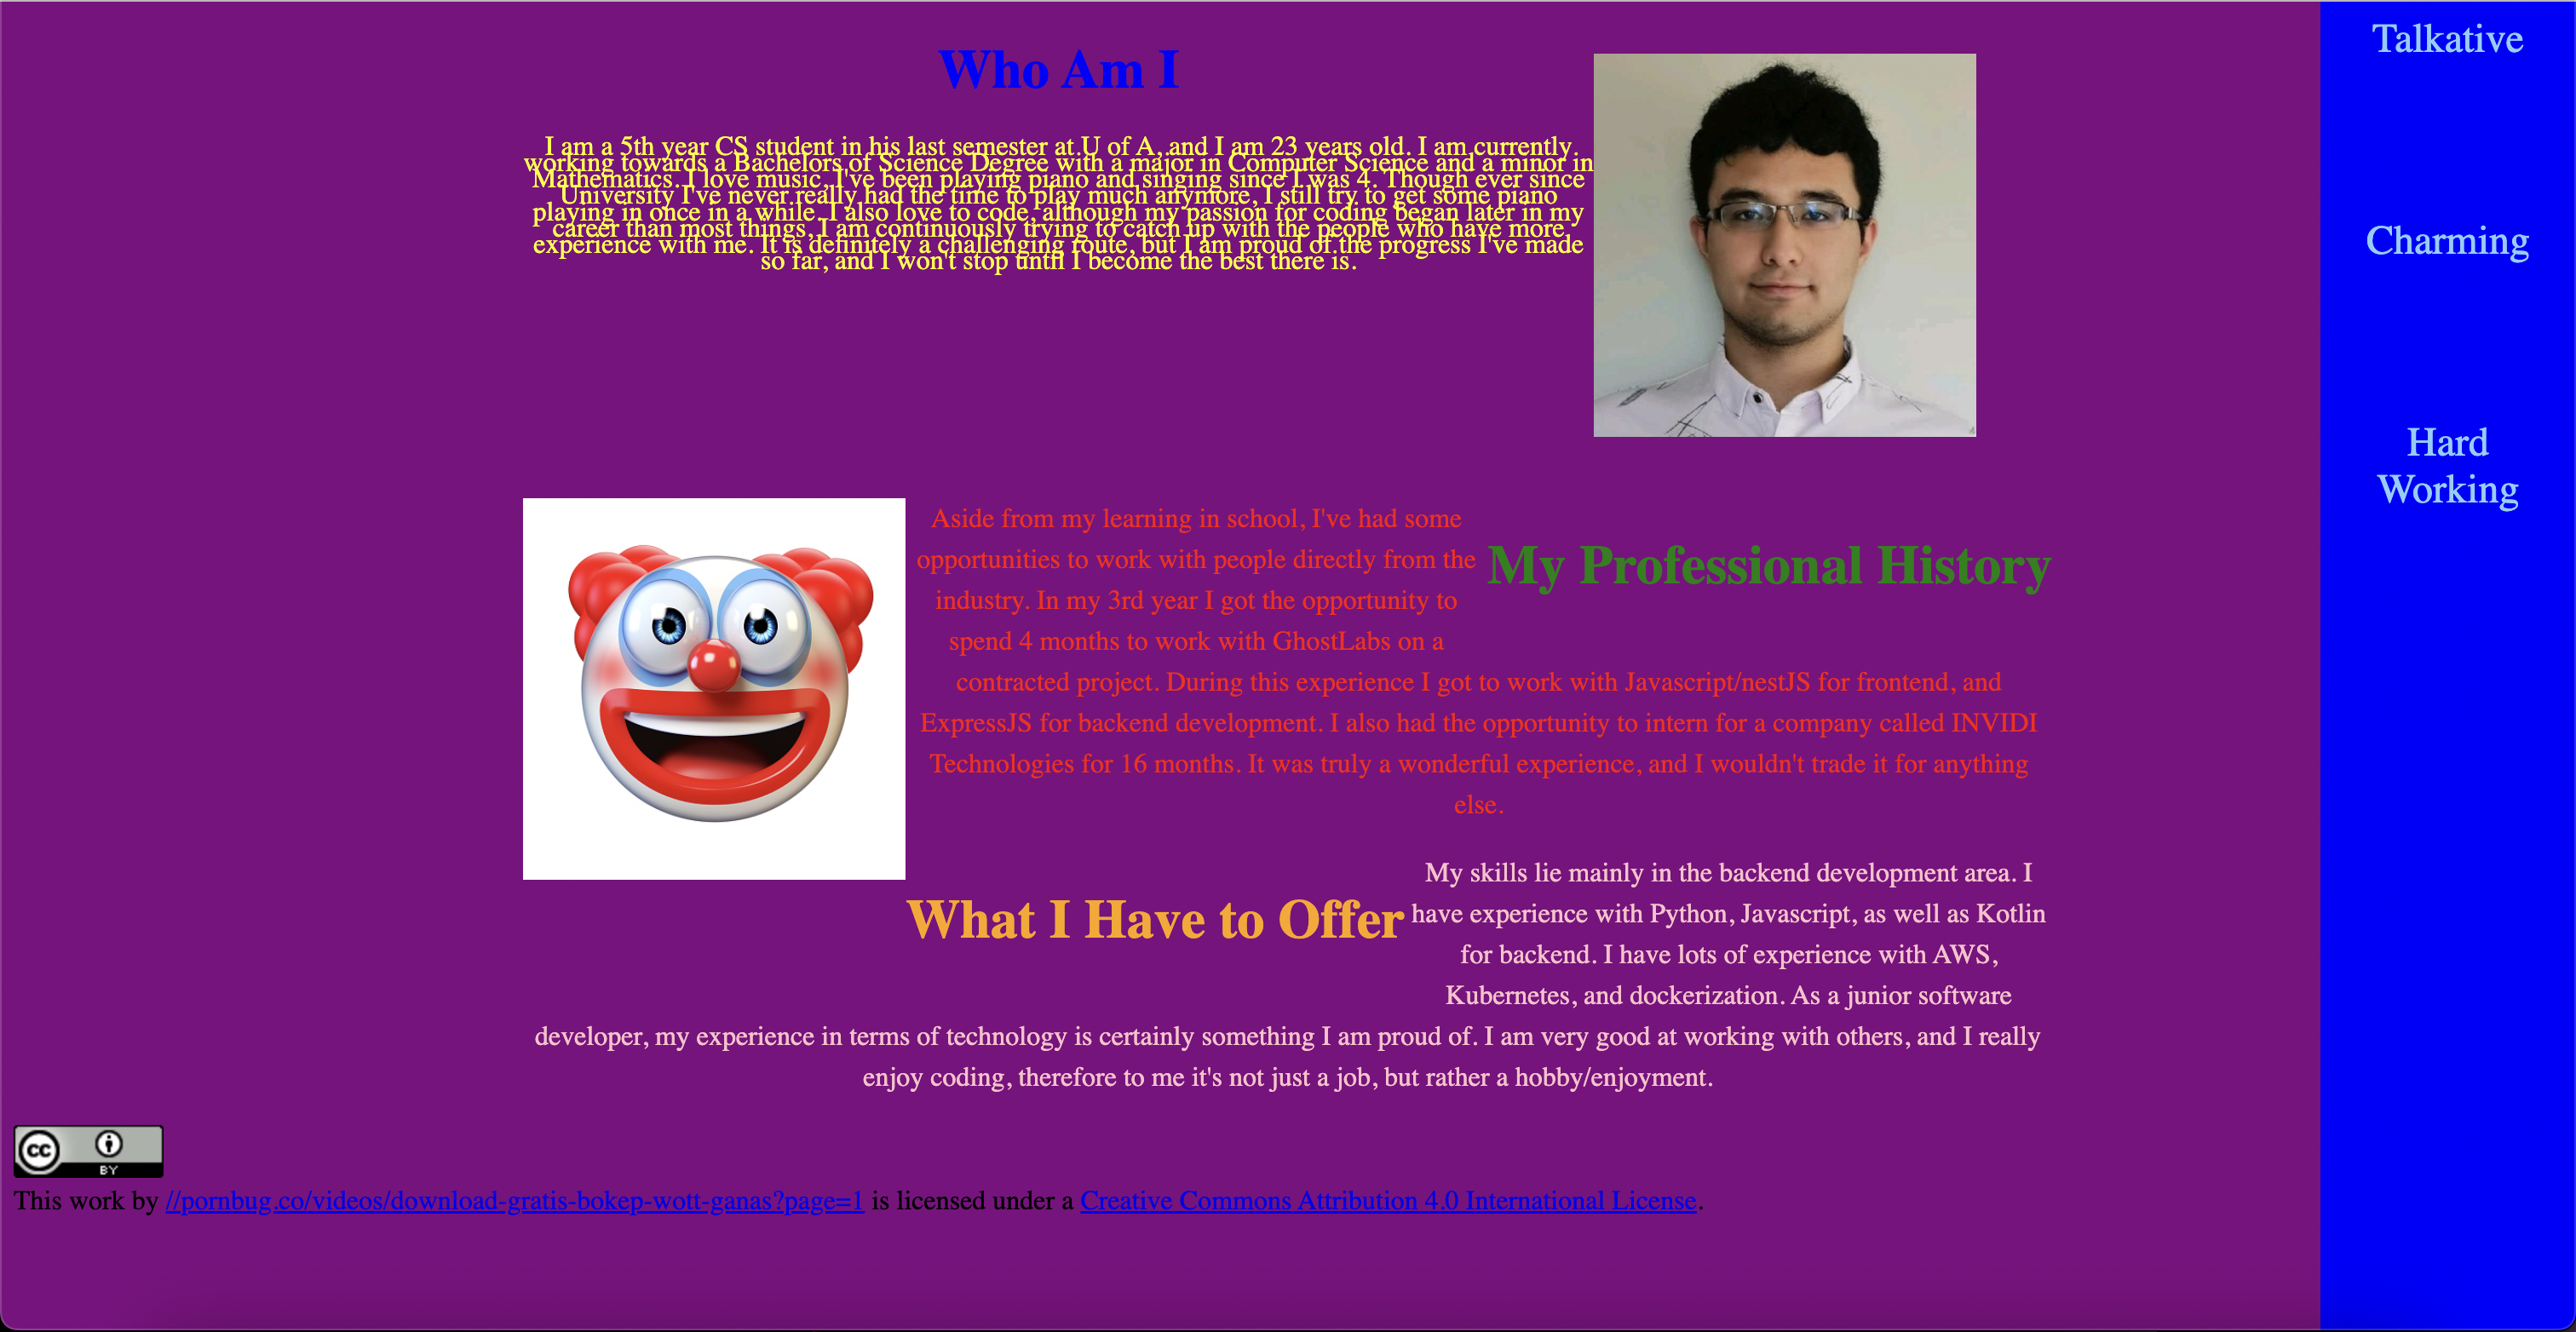 Who Am I
I am a 5th year CS student in his last semester at U of A, and I am 23 years old. I am currently
working towards a Bachelors of Science Degree with a major in Computer Science and a minor in
Mathematics. I love music, I've been playing piano and singing since I was 4. Though ever since
University I've never really had the time to play much anymore, I still try to get some piano
playing in once in a while. I also love to code, although my passion for coding began later in my
career than most things, I am continuously trying to catch up with the people who have more
experience with me. It is definitely a challenging route, but I am proud of the progress I've made
so far, and I won't stop until I become the best there is.
Aside from my learning in school, I've had some
opportunities to work with people directly from the
industry. In my 3rd year I got the opportunity to
spend 4 months to work with GhostLabs on a
contracted project. During this experience I got to work with Javascript/nestJS for frontend, and
ExpressJS for backend development. I also had the opportunity to intern for a company called INVIDI
Technologies for 16 months. It was truly a wonderful experience, and I wouldn't trade it for anything
else.
My Professional History
What I Have to Offer
My skills lie mainly in the backend development area. I
have experience with Python, Javascript, as well as Kotlin
for backend. I have lots of experience with AWS,
Kubernetes, and dockerization. As a junior software
developer, my experience in terms of technology is certainly something I am proud of. I am very good at working with others, and I really
enjoy coding, therefore to me it's not just a job, but rather a hobby/enjoyment.
cc
BY
This work by //pornbug.co/videos/download-gratis-bokep-wott-ganas?page=1 is licensed under a Creative Commons Attribution 4.0 International License.
Talkative
Charming
Hard
Working